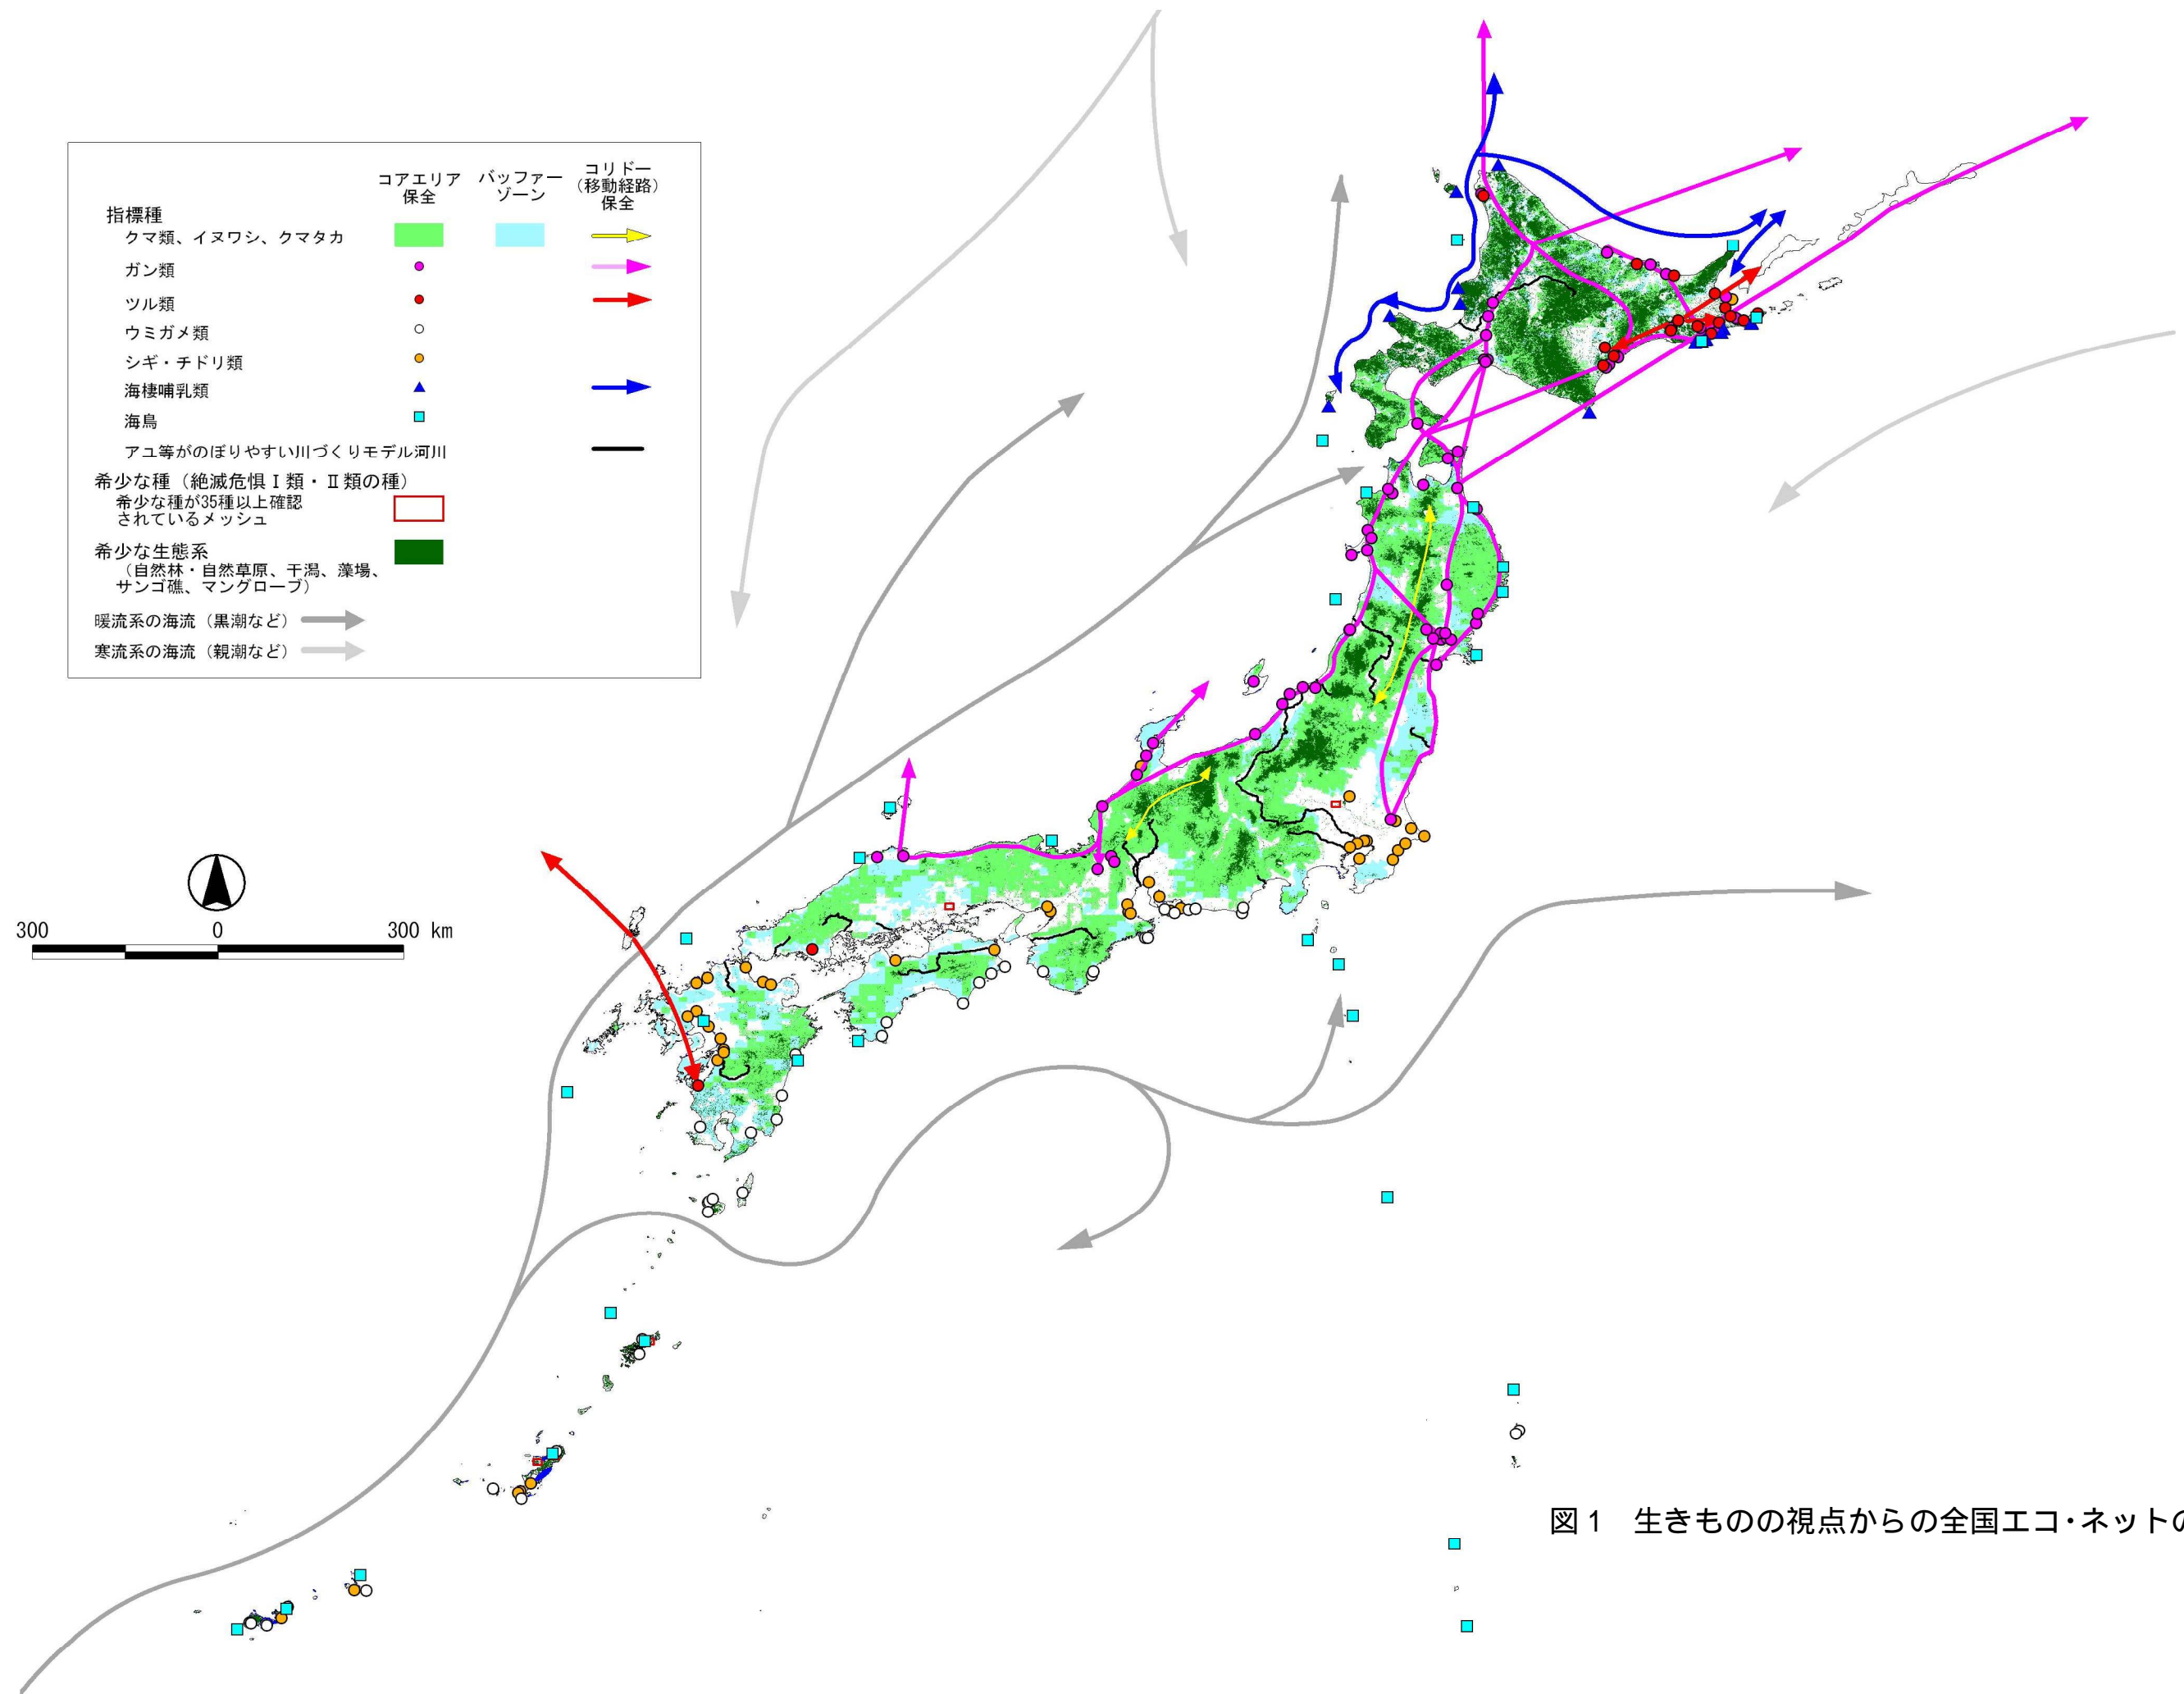 コアエリア
保全
バッファー
ゾーン
コリドー
(移動経路)
保全
指標種
クマ類、イヌワシ、クマタカ
ガン類
ツル類
ウミガメ類
シギ・チドリ類
海棲哺乳類
海鳥
アユ等がのぼりやすい川づくりモデル河川
希少な種(絶滅危惧Ⅰ類・Ⅱ類の種)
希少な種が35種以上確認
されているメッシュ
希少な生態系
(自然林・自然草原、干潟、藻場、
サンゴ礁、マングローブ)
暖流系の海流(黒潮など)
寒流系の海流(親潮など)
300 0 300 km
図1 生きものの視点からの全国エコ・ネットの